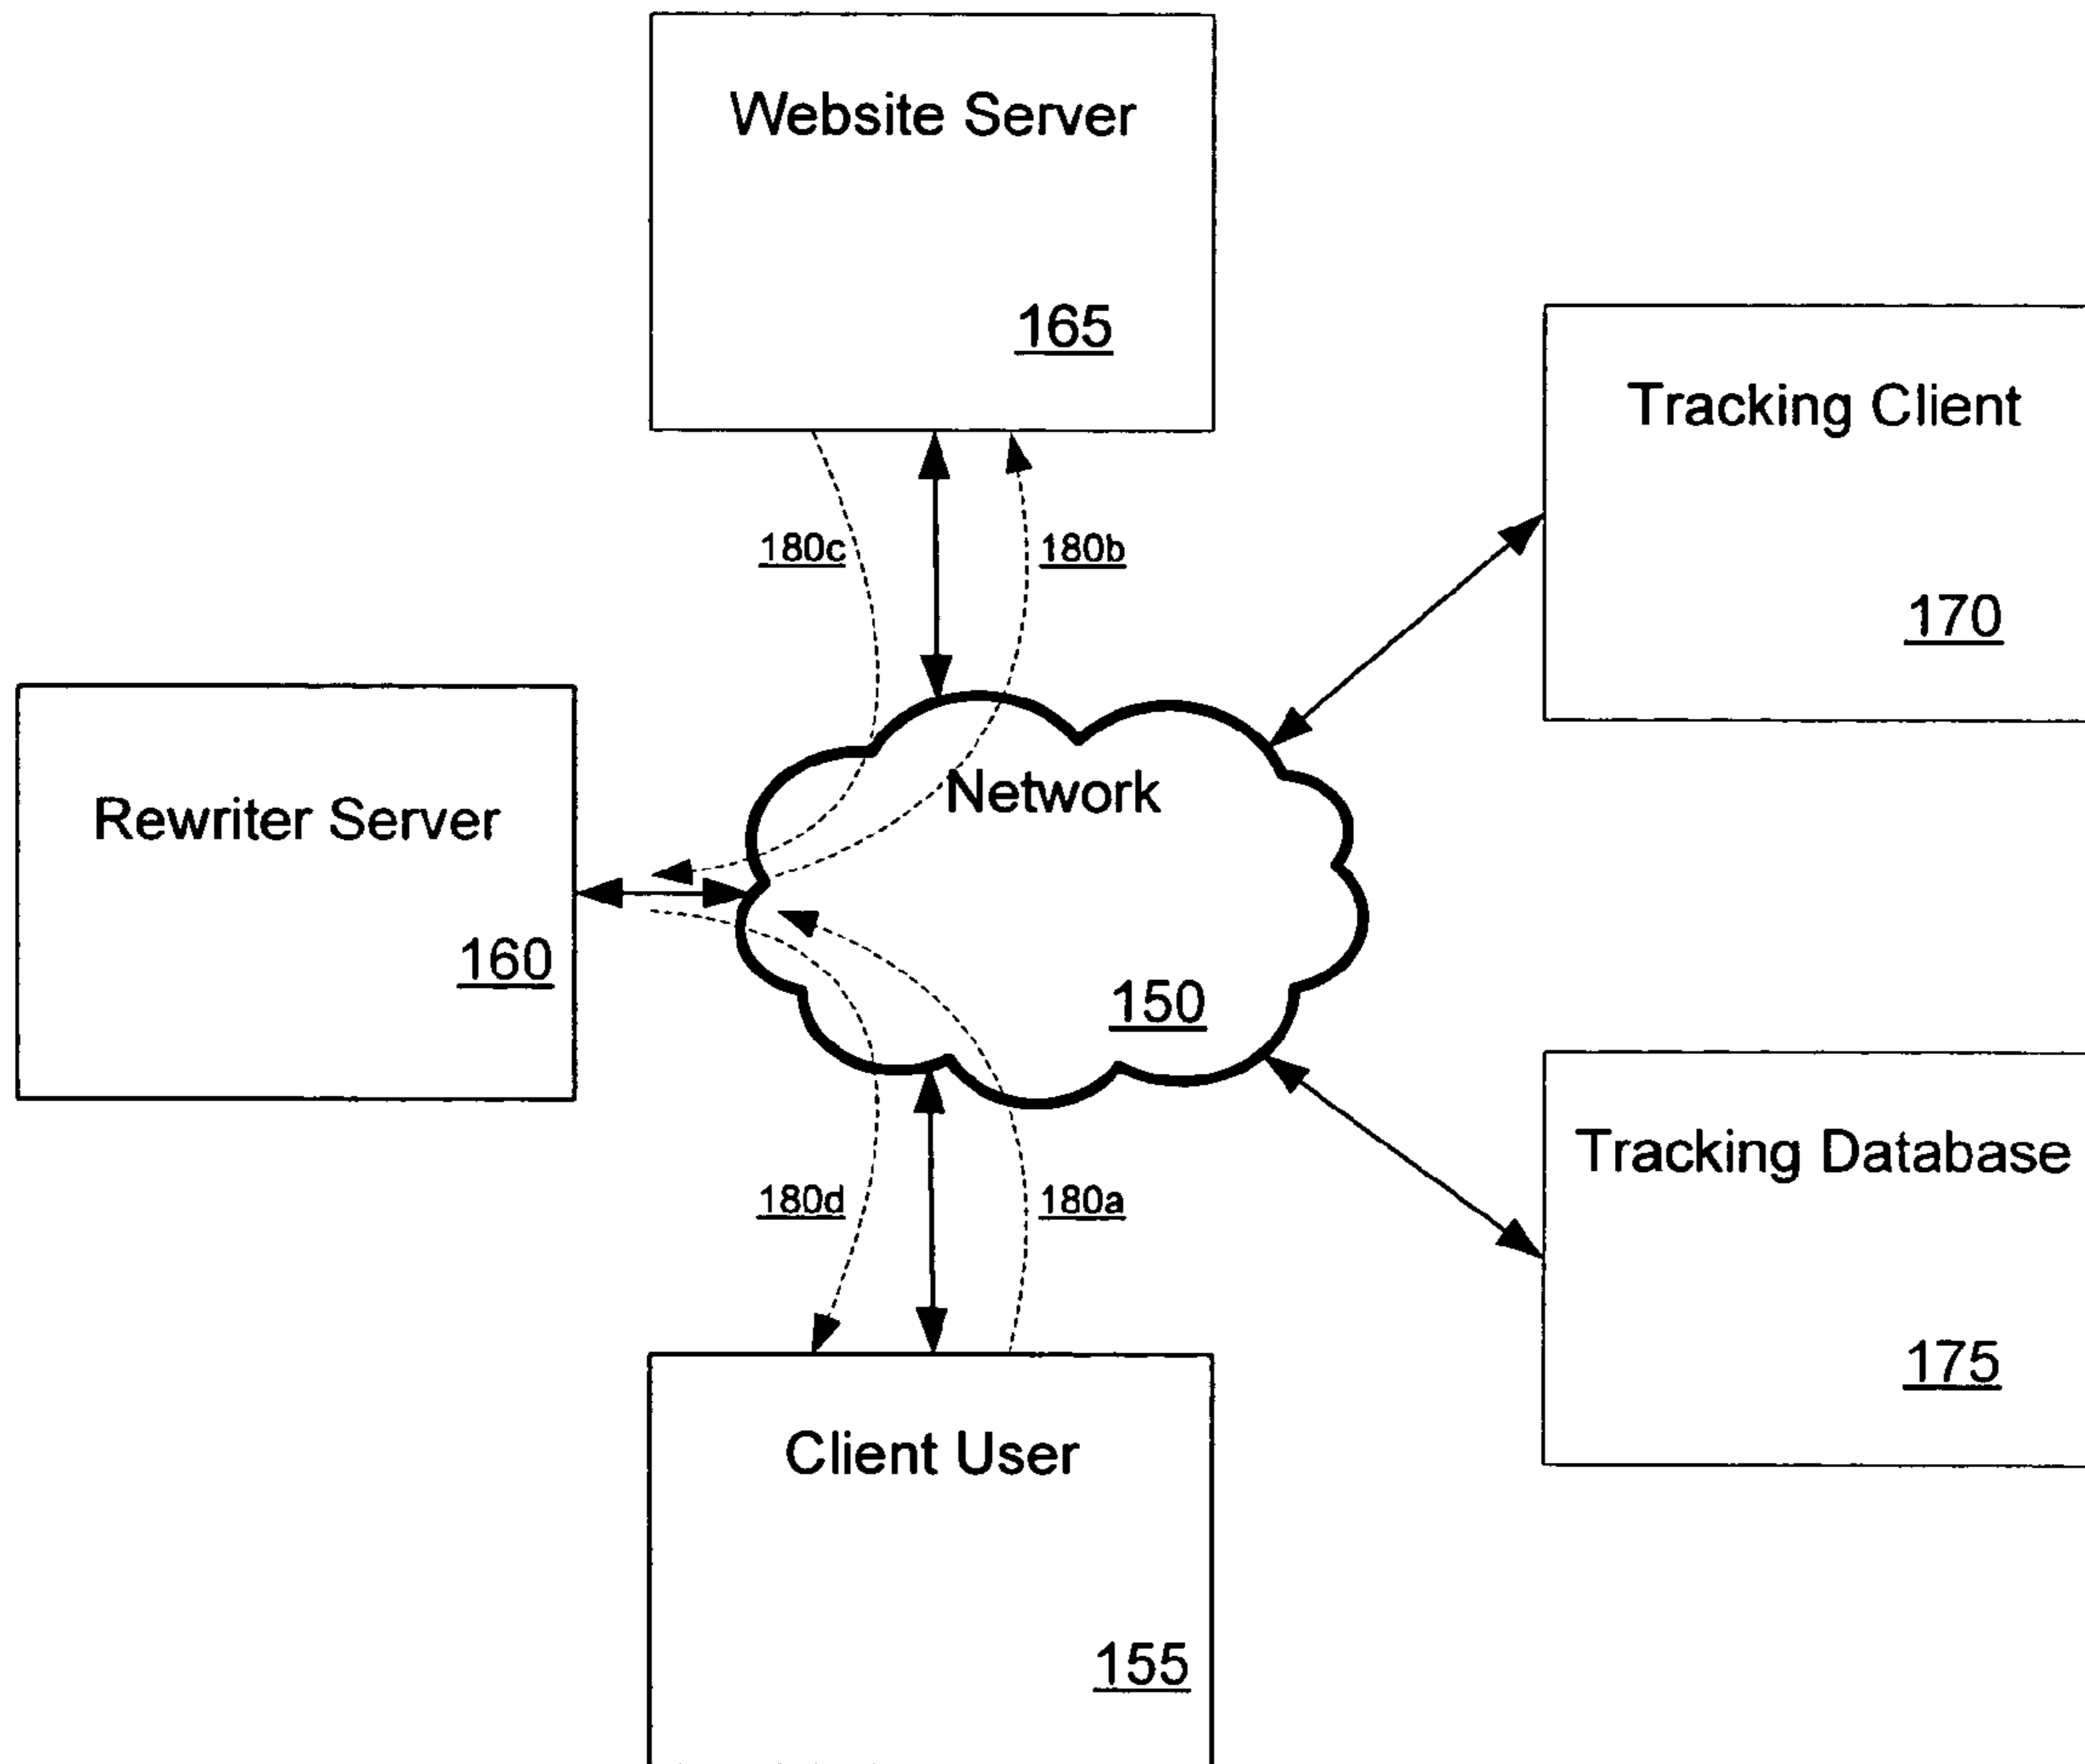 Website Server
165
Tracking Client
170
180c
180b
Rewriter Server
160
Network
150
Tracking Database
175
180d
180a
Client User
155